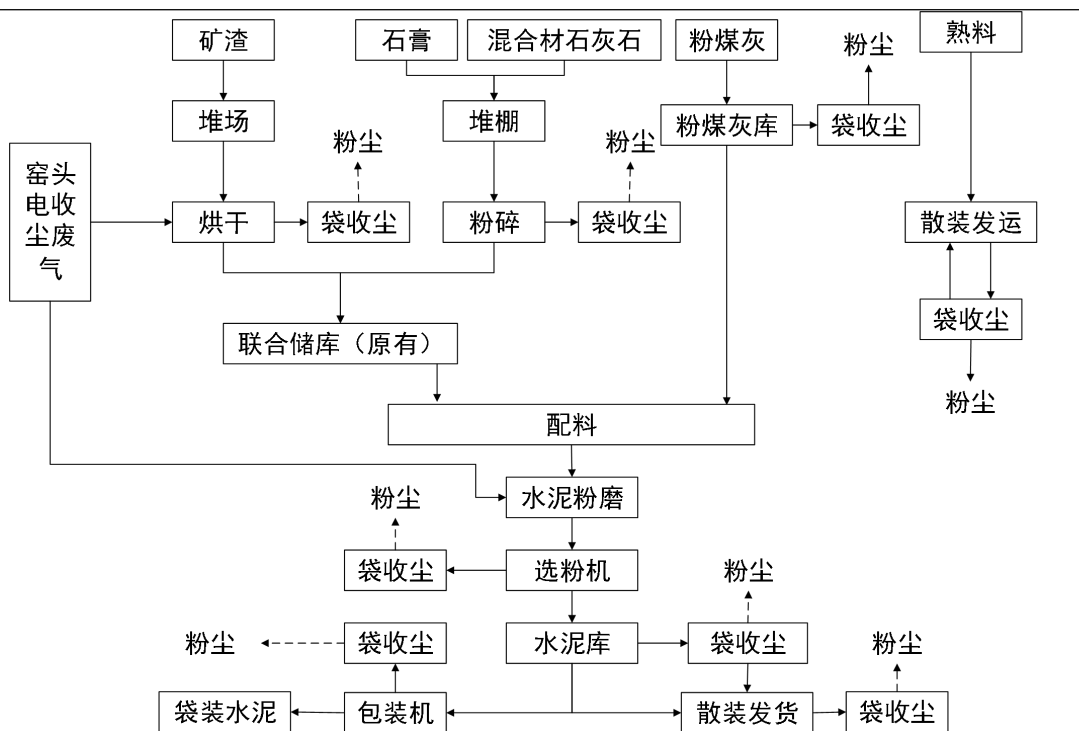 矿渣
石膏
混合材石灰石
粉煤灰
粉尘
熟料
堆场
堆棚
粉煤灰库
袋收尘
粉尘
粉尘
窑头
电收
尘废
气
烘干
袋收尘
粉碎
袋收尘
散装发运
袋收尘
粉尘
联合储库（原有）
配料
水泥粉磨
粉尘
袋收尘
选粉机
粉尘
粉尘
袋收尘
水泥库
袋收尘
粉尘
袋装水泥
包装机
散装发货
袋收尘